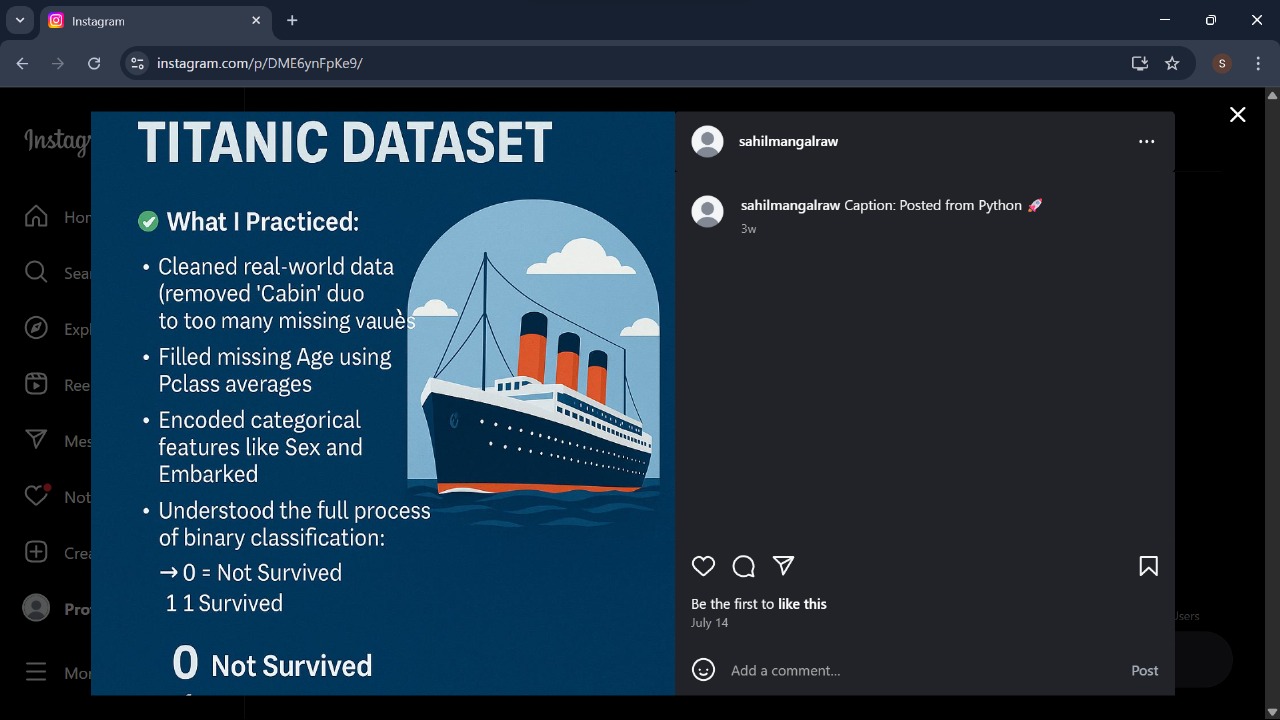 Instagram
instagram.com/p/DME6ynFpKe9/
S
TITANIC DATASET
What I Practiced:
• Cleaned real-world data
(removed 'Cabin' duo
to too many missing values
• Filled missing Age using
Pclass averages
• Encoded categorical
features like Sex and
Embarked
• Understood the full process
of binary classification:
→ 0 = Not Survived
1 1 Survived
0 Not Survived
sahilmangalraw
sahilmangalraw Caption: Posted from Python 🚀
3w
Be the first to like this
July 14
Add a comment...
Post
Instag
Hor
Sea
Expl
Ree
Mes
Not
Crea
Pro
Mor
Users